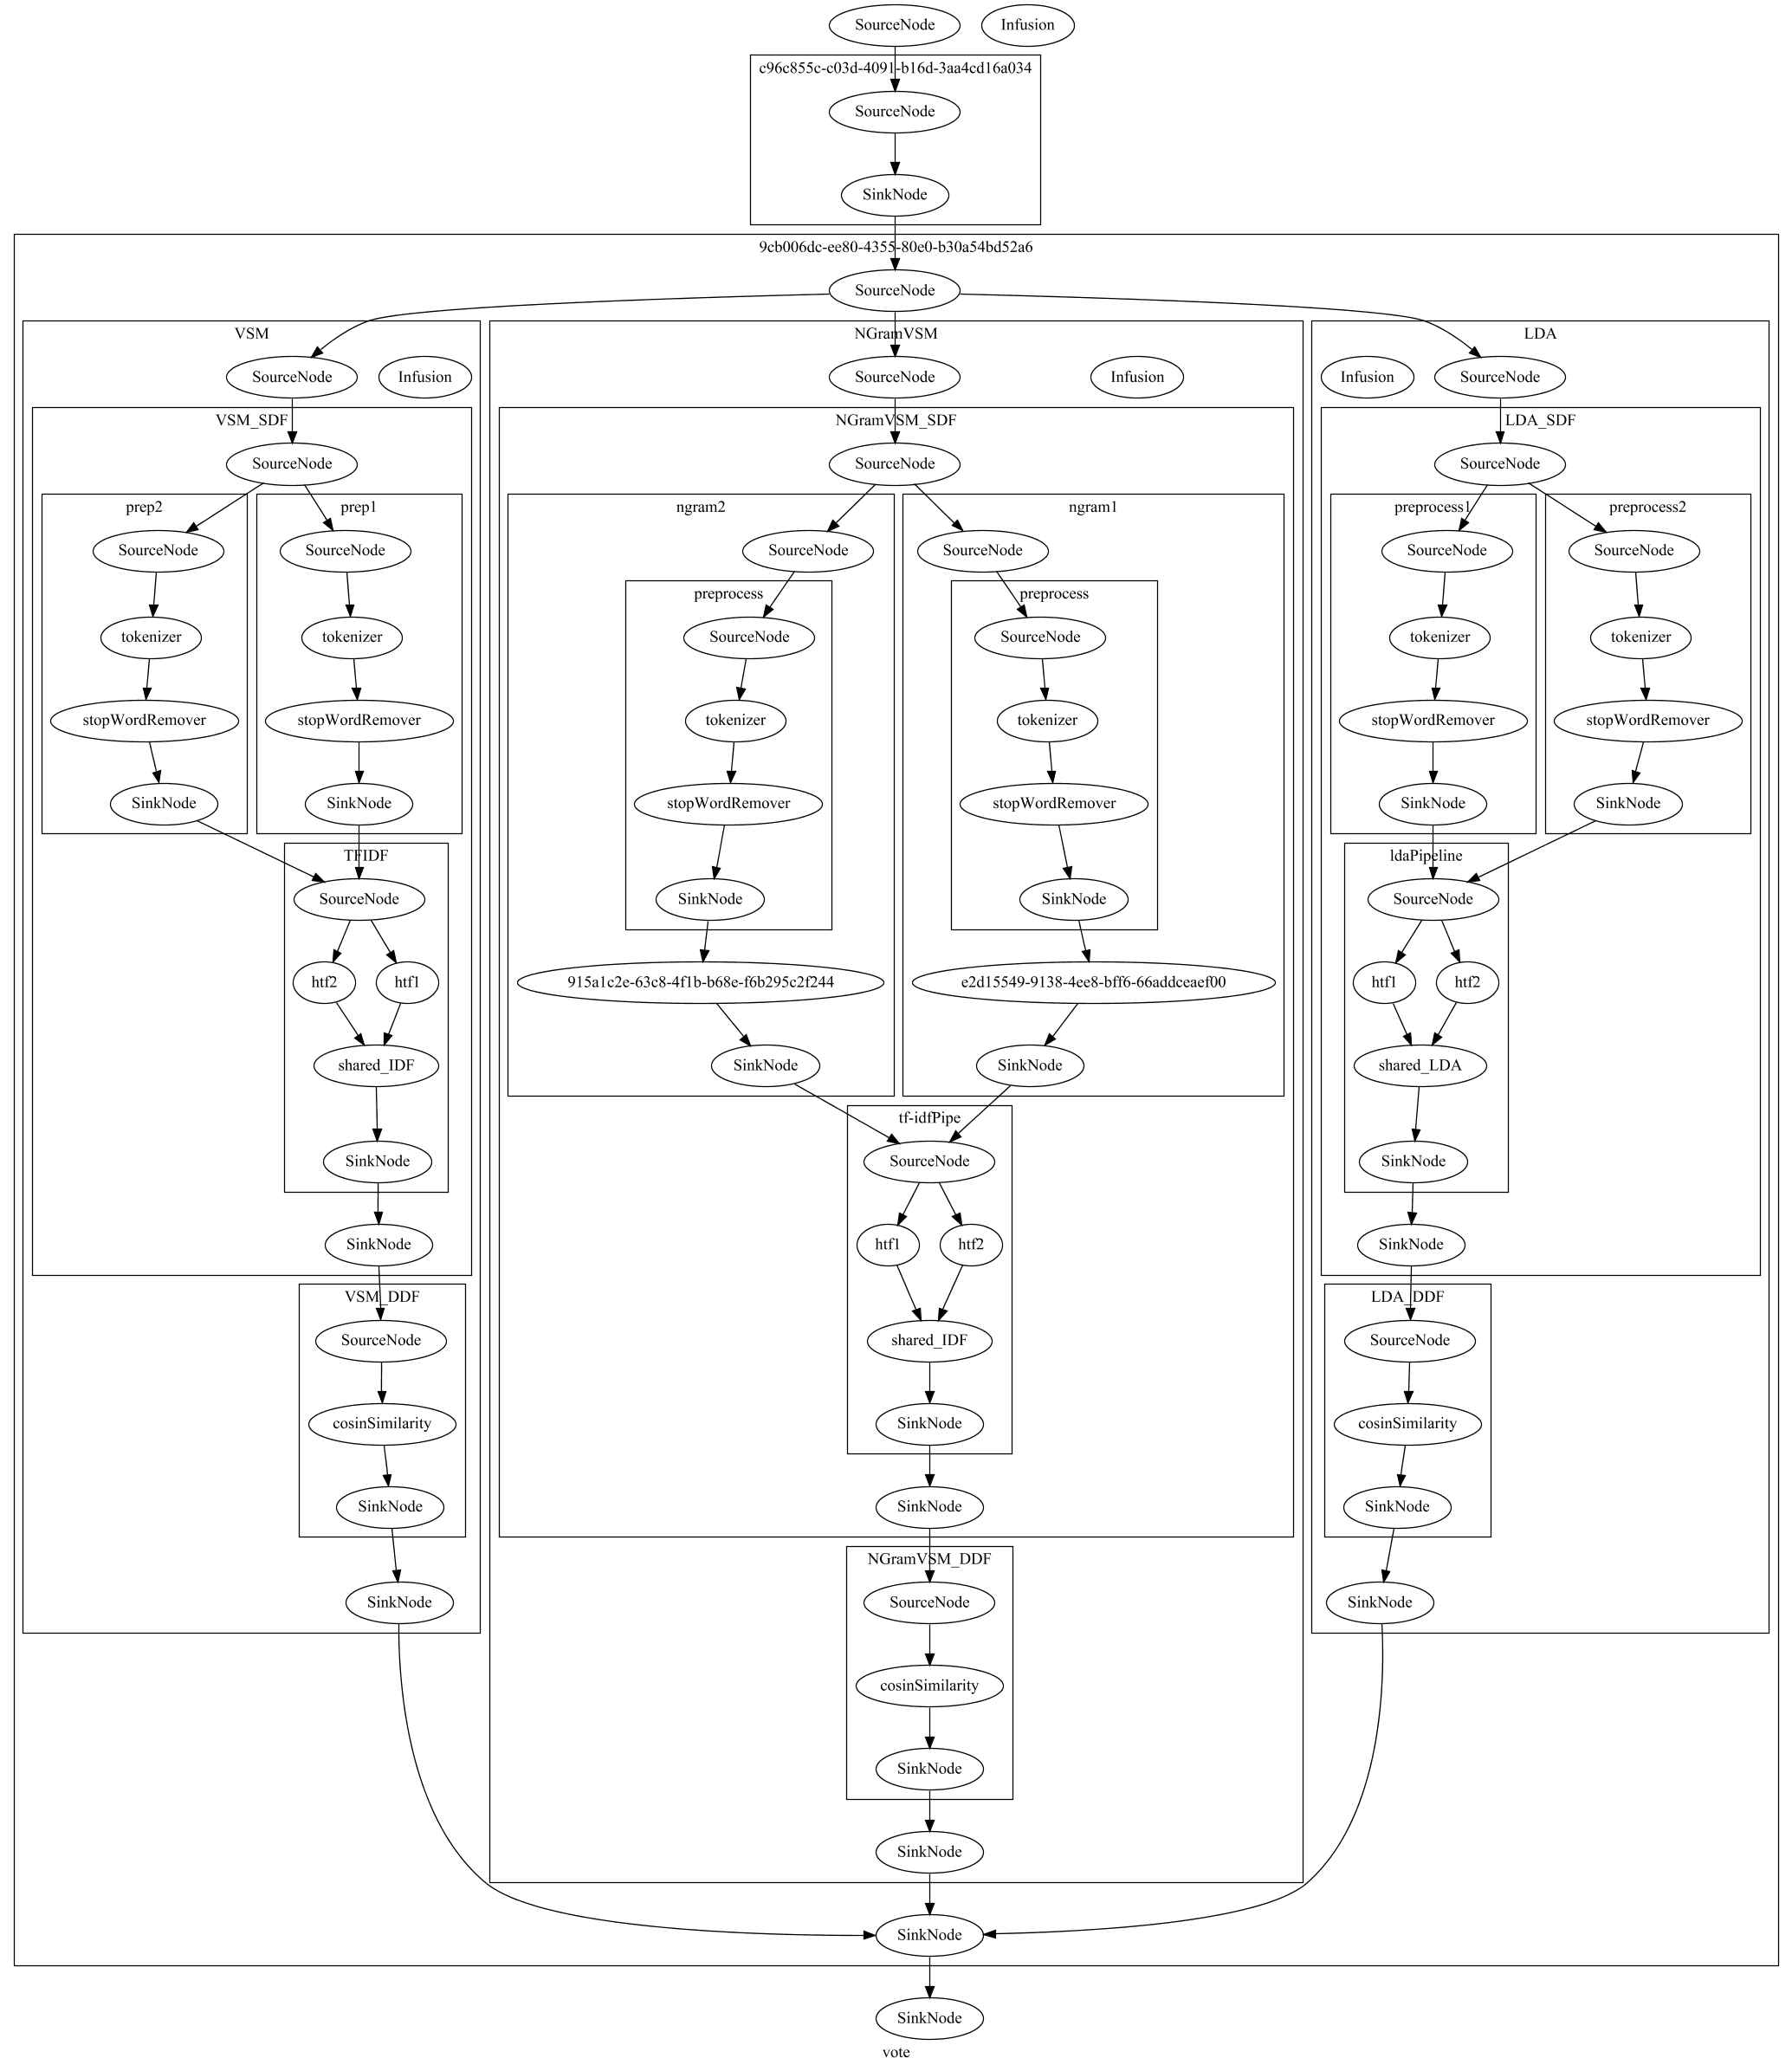 SourceNode Infusion
c96c855c-c03d-4091-b16d-3aa4cd16a034
SourceNode
SinkNode
9cb006dc-ee80-4355-80e0-b30a54bd52a6
SourceNode
VSM
SourceNode Infusion
VSM_SDF
SourceNode
prep2
SourceNode
tokenizer
stopWordRemover
SinkNode
prep1
SourceNode
tokenizer
stopWordRemover
SinkNode
TFIDF
SourceNode
htf2 htf1
shared_IDF
SinkNode
SinkNode
VSM_DDF
SourceNode
cosinSimilarity
SinkNode
SinkNode
NGramVSM
SourceNode Infusion
NGramVSM_SDF
SourceNode
ngram2
SourceNode
preprocess
SourceNode
tokenizer
stopWordRemover
SinkNode
915a1c2e-63c8-4f1b-b68e-f6b295c2f244
SinkNode
ngram1
SourceNode
preprocess
SourceNode
tokenizer
stopWordRemover
SinkNode
e2d15549-9138-4ee8-bff6-66addceaef00
SinkNode
tf-idfPipe
SourceNode
htf1 htf2
shared_IDF
SinkNode
SinkNode
NGramVSM_DDF
SourceNode
cosinSimilarity
SinkNode
SinkNode
LDA
Infusion SourceNode
LDA_SDF
SourceNode
preprocess1
SourceNode
tokenizer
stopWordRemover
SinkNode
preprocess2
SourceNode
tokenizer
stopWordRemover
SinkNode
ldaPipeline
SourceNode
htf1 htf2
shared_LDA
SinkNode
SinkNode
LDA_DDF
SourceNode
cosinSimilarity
SinkNode
SinkNode
SinkNode
SinkNode
vote